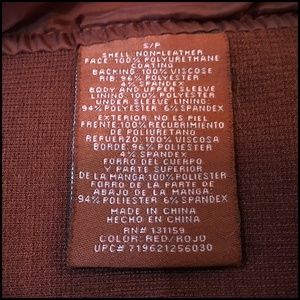 S/P
SHELL: NON-LEATHER
FACE: 100% POLYURETHANE
COATING
BACKING: 100% VISCOSE
RIB: 96% POLYESTER
4% SPANDEX
BODY AND UPPER SLEEVE
LINING: 100% POLYESTER
UNDER SLEEVE LINING:
94% POLYESTER 6% SPANDEX
EXTERIOR: NO ES PIEL
FRENTE: 100% RECUBRIMIENTO
DE POLIURETANO
REFUERZO: 100% VISCOSA
BORDE: 96% POLIESTER
4% SPANDEX
FORRO DEL CUERPO
Y PARTE SUPERIOR
DE LA MANGA: 100% POLIESTER
FORRO DE
ABAJO DE LA MANGA:
94% POLIESTER 6% SPANDEX
MADE IN CHINA
HECHO EN CHINA
RN# 131159
COLOR: RED/ROJO
UPC# 719621256030